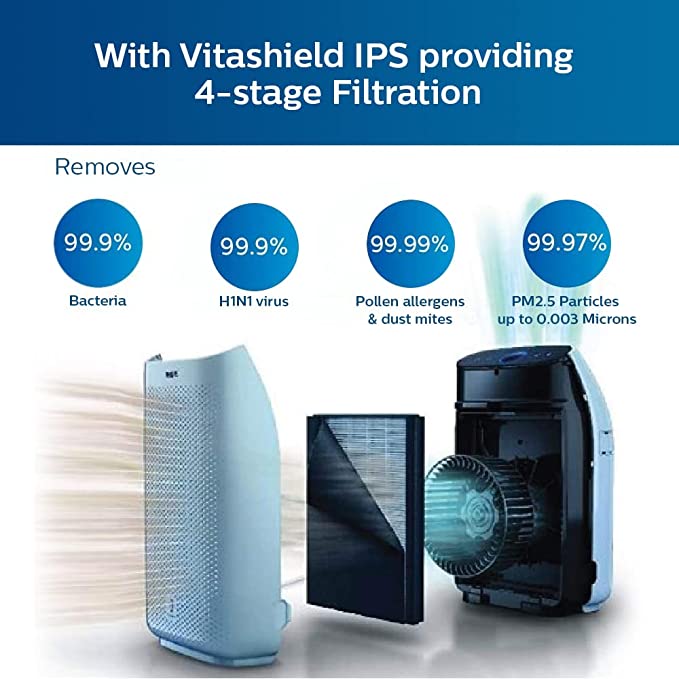 With Vitashield IPS providing
4-stage Filtration
Removes
99.9%
99.9%
99.99%
99.97%
Bacteria
H1N1 virus
Pollen allergens
& dust mites
PM2.5 Particles
up to 0.003 Microns